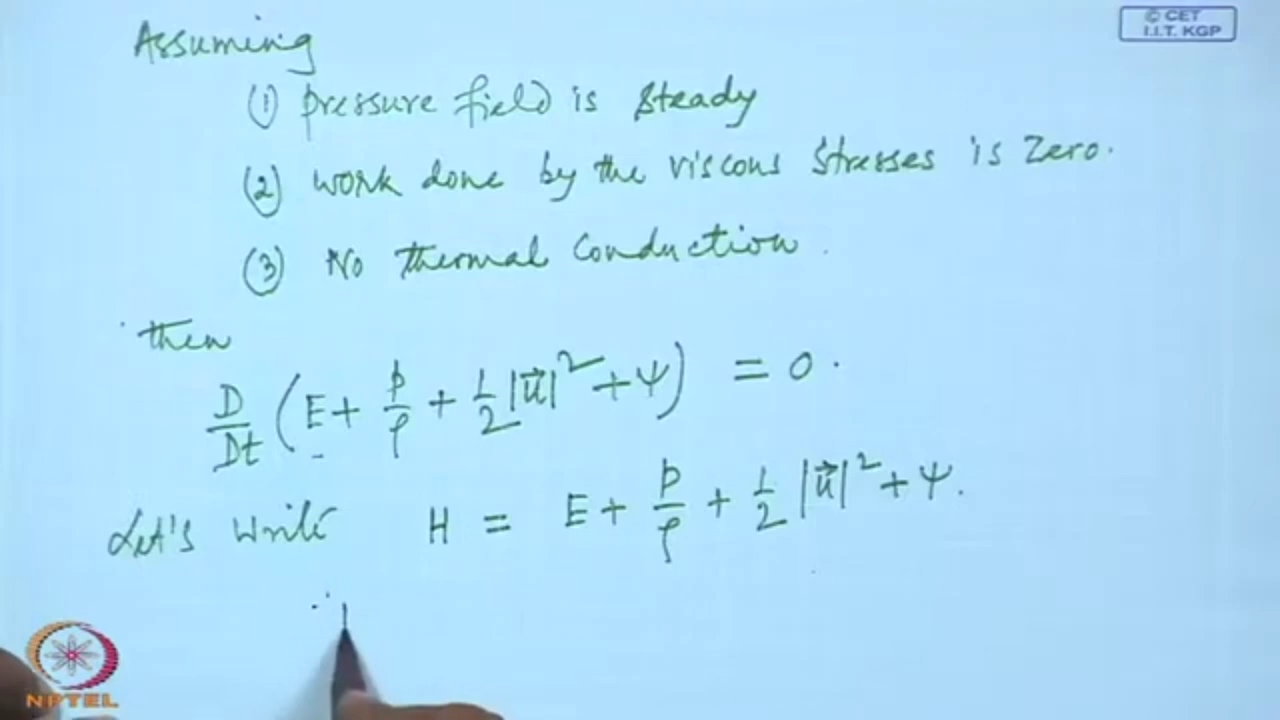 © CET
I.I.T. KGP
Assuming
(1) pressure field is steady
(2) work done by the viscous stresses is zero.
(3) No thermal conduction.
then
D/Dt (E + p/ρ + 1/2 |u⃗|² + ψ) = 0.
Let's write H = E + p/ρ + 1/2 |u⃗|² + ψ.
NPTEL